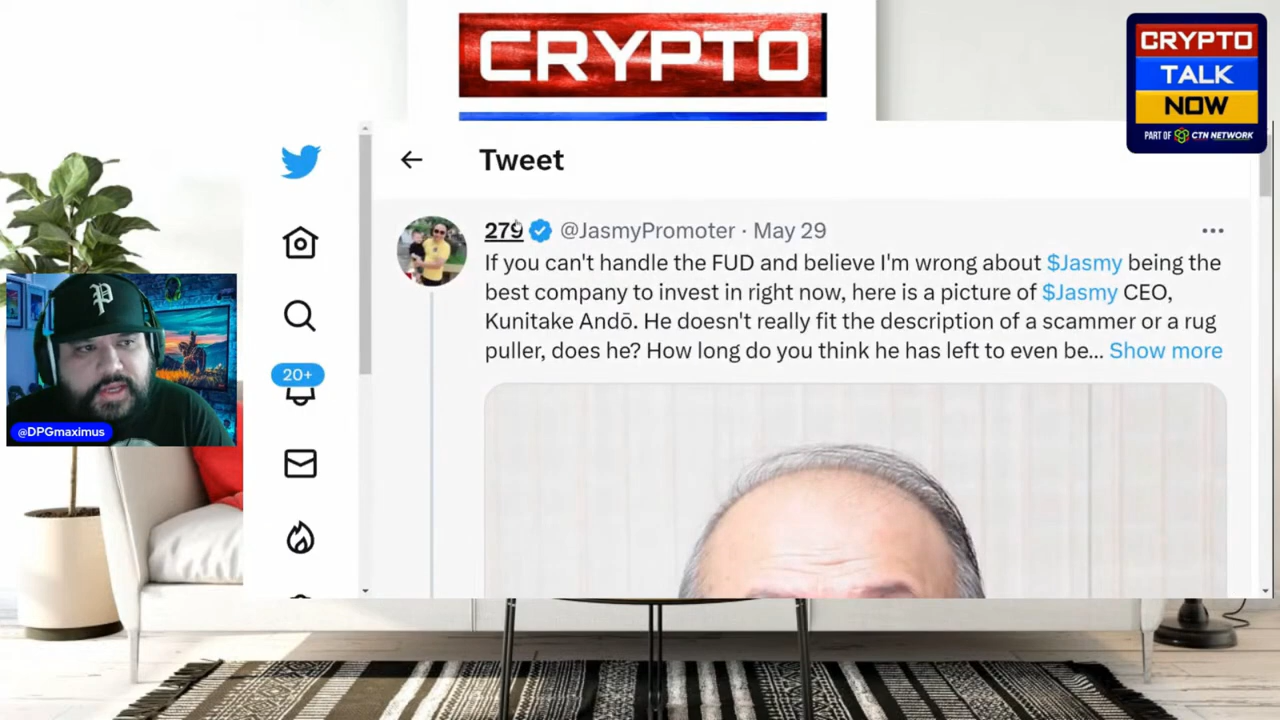 CRYPTO
CRYPTO
TALK
NOW
PART OF CTN NETWORK
Tweet
279 @JasmyPromoter · May 29
If you can't handle the FUD and believe I'm wrong about $Jasmy being the
best company to invest in right now, here is a picture of $Jasmy CEO,
Kunitake Andō. He doesn't really fit the description of a scammer or a rug
puller, does he? How long do you think he has left to even be... Show more
20+
@DPGmaximus
P